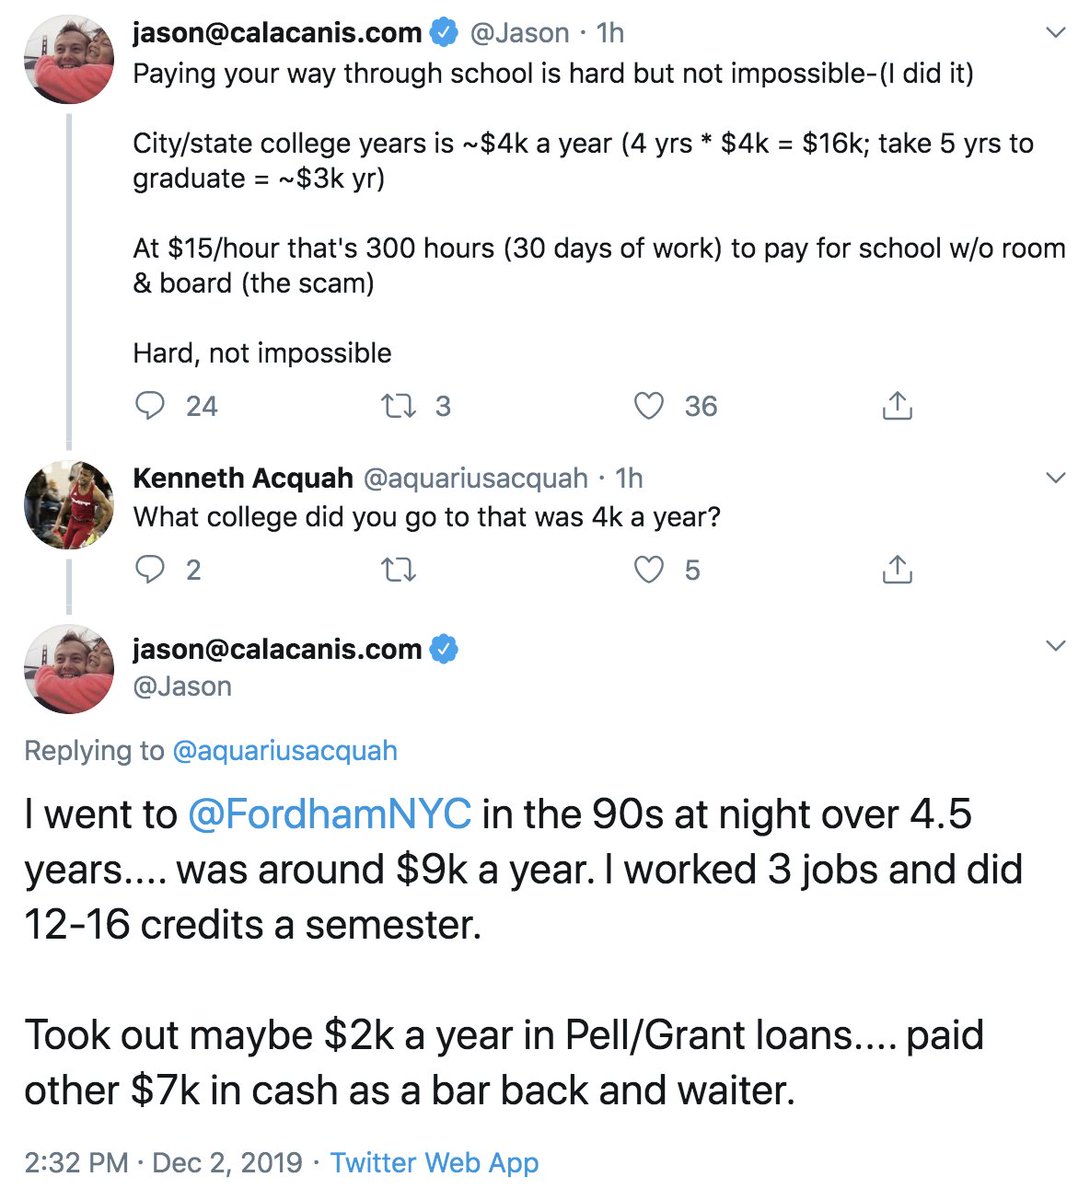 jason@calacanis.com @Jason · 1h
Paying your way through school is hard but not impossible-(I did it)
City/state college years is ~$4k a year (4 yrs * $4k = $16k; take 5 yrs to
graduate = ~$3k yr)
At $15/hour that's 300 hours (30 days of work) to pay for school w/o room
& board (the scam)
Hard, not impossible
24 3 36
Kenneth Acquah @aquariusacquah · 1h
What college did you go to that was 4k a year?
2 5
jason@calacanis.com
@Jason
Replying to @aquariusacquah
I went to @FordhamNYC in the 90s at night over 4.5
years.... was around $9k a year. I worked 3 jobs and did
12-16 credits a semester.
Took out maybe $2k a year in Pell/Grant loans.... paid
other $7k in cash as a bar back and waiter.
2:32 PM · Dec 2, 2019 · Twitter Web App